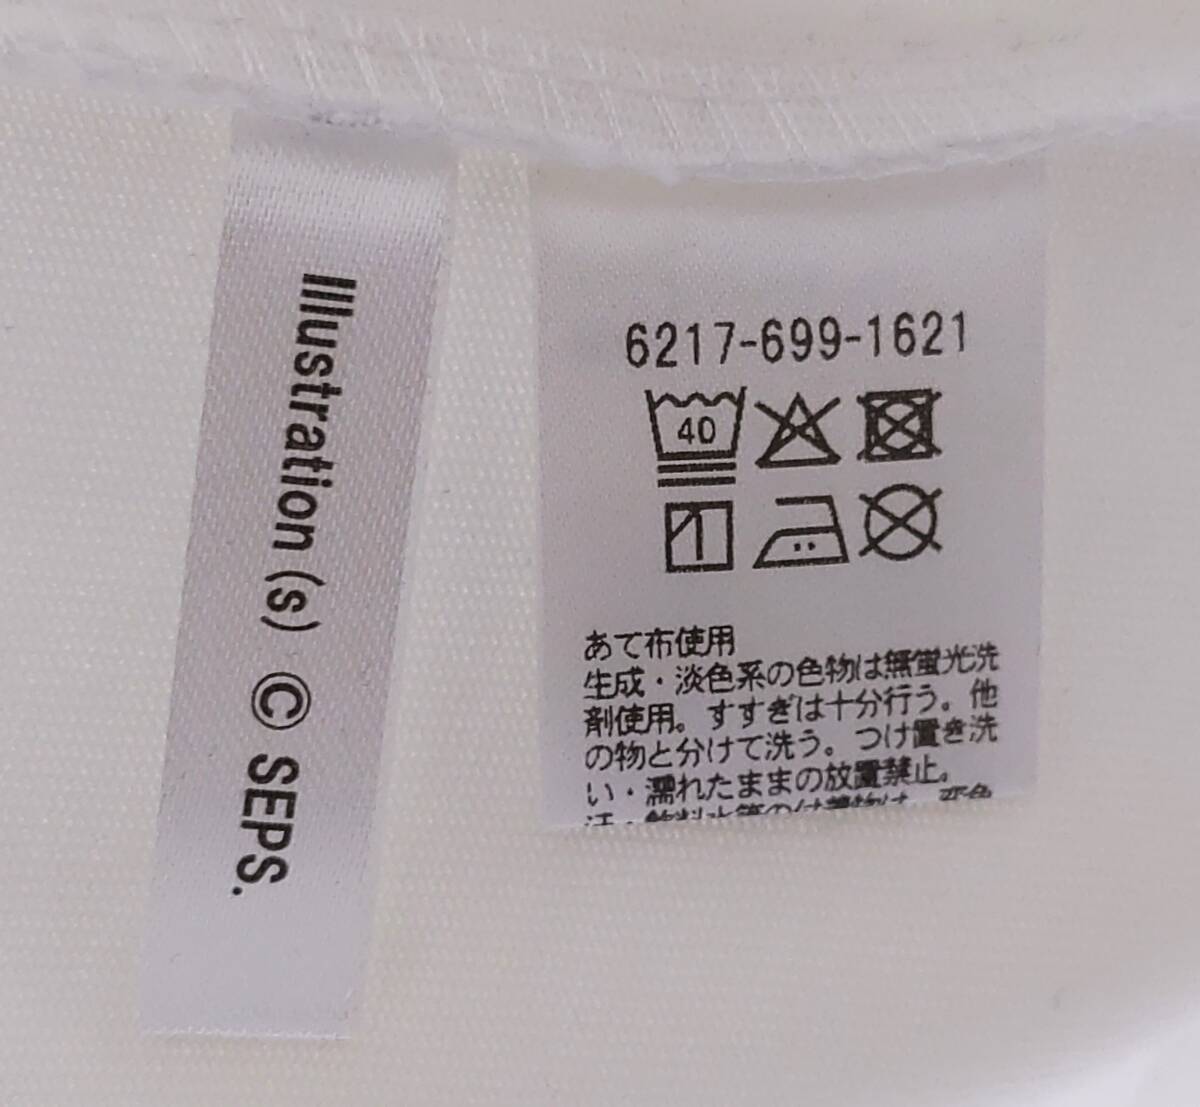 Illustration (s) © SEPS.
6217-699-1621
40
あて布使用
生成・淡色系の色物は無蛍光洗
剤使用。すすぎは十分行う。他
の物と分けて洗う。つけ置き洗
い・濡れたままの放置禁止。